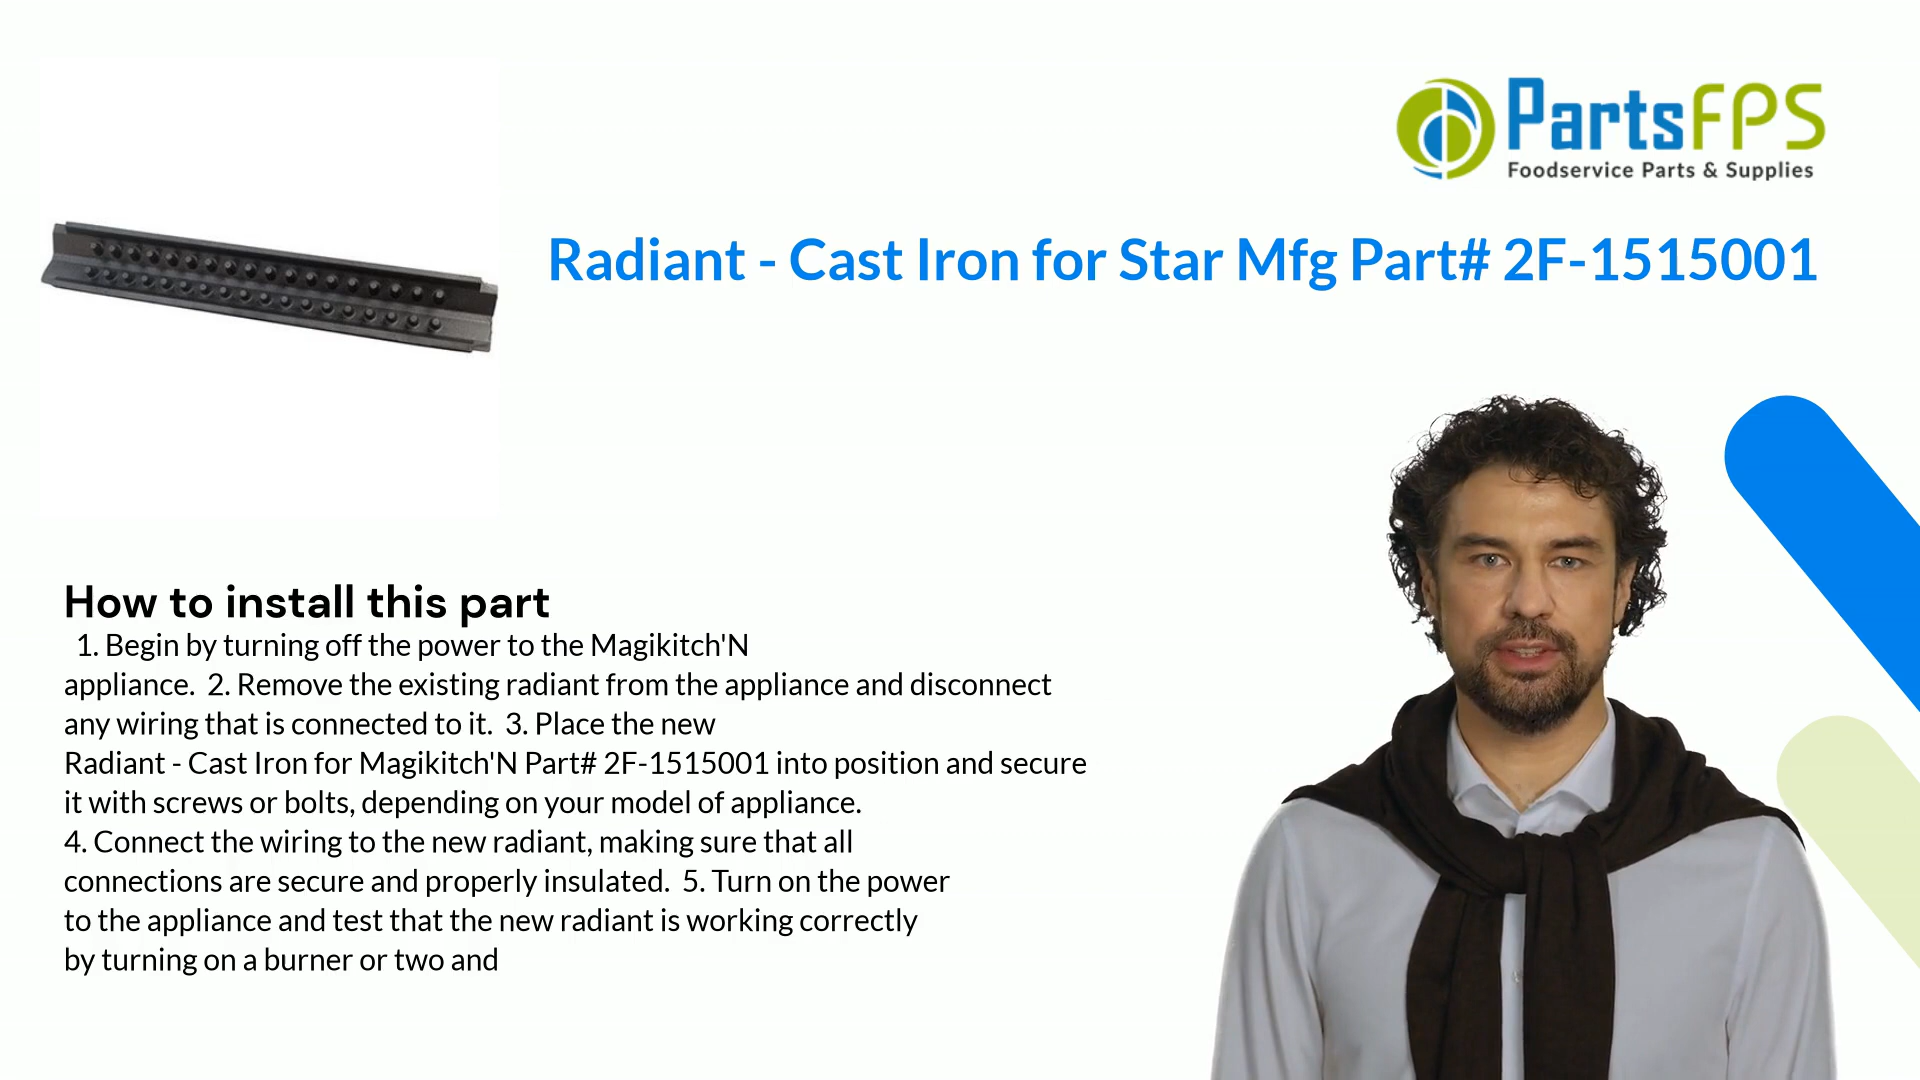 PartsFPS
Foodservice Parts & Supplies
Radiant - Cast Iron for Star Mfg Part# 2F-1515001
How to install this part
1. Begin by turning off the power to the Magikitch'N
appliance. 2. Remove the existing radiant from the appliance and disconnect
any wiring that is connected to it. 3. Place the new
Radiant - Cast Iron for Magikitch'N Part# 2F-1515001 into position and secure
it with screws or bolts, depending on your model of appliance.
4. Connect the wiring to the new radiant, making sure that all
connections are secure and properly insulated. 5. Turn on the power
to the appliance and test that the new radiant is working correctly
by turning on a burner or two and